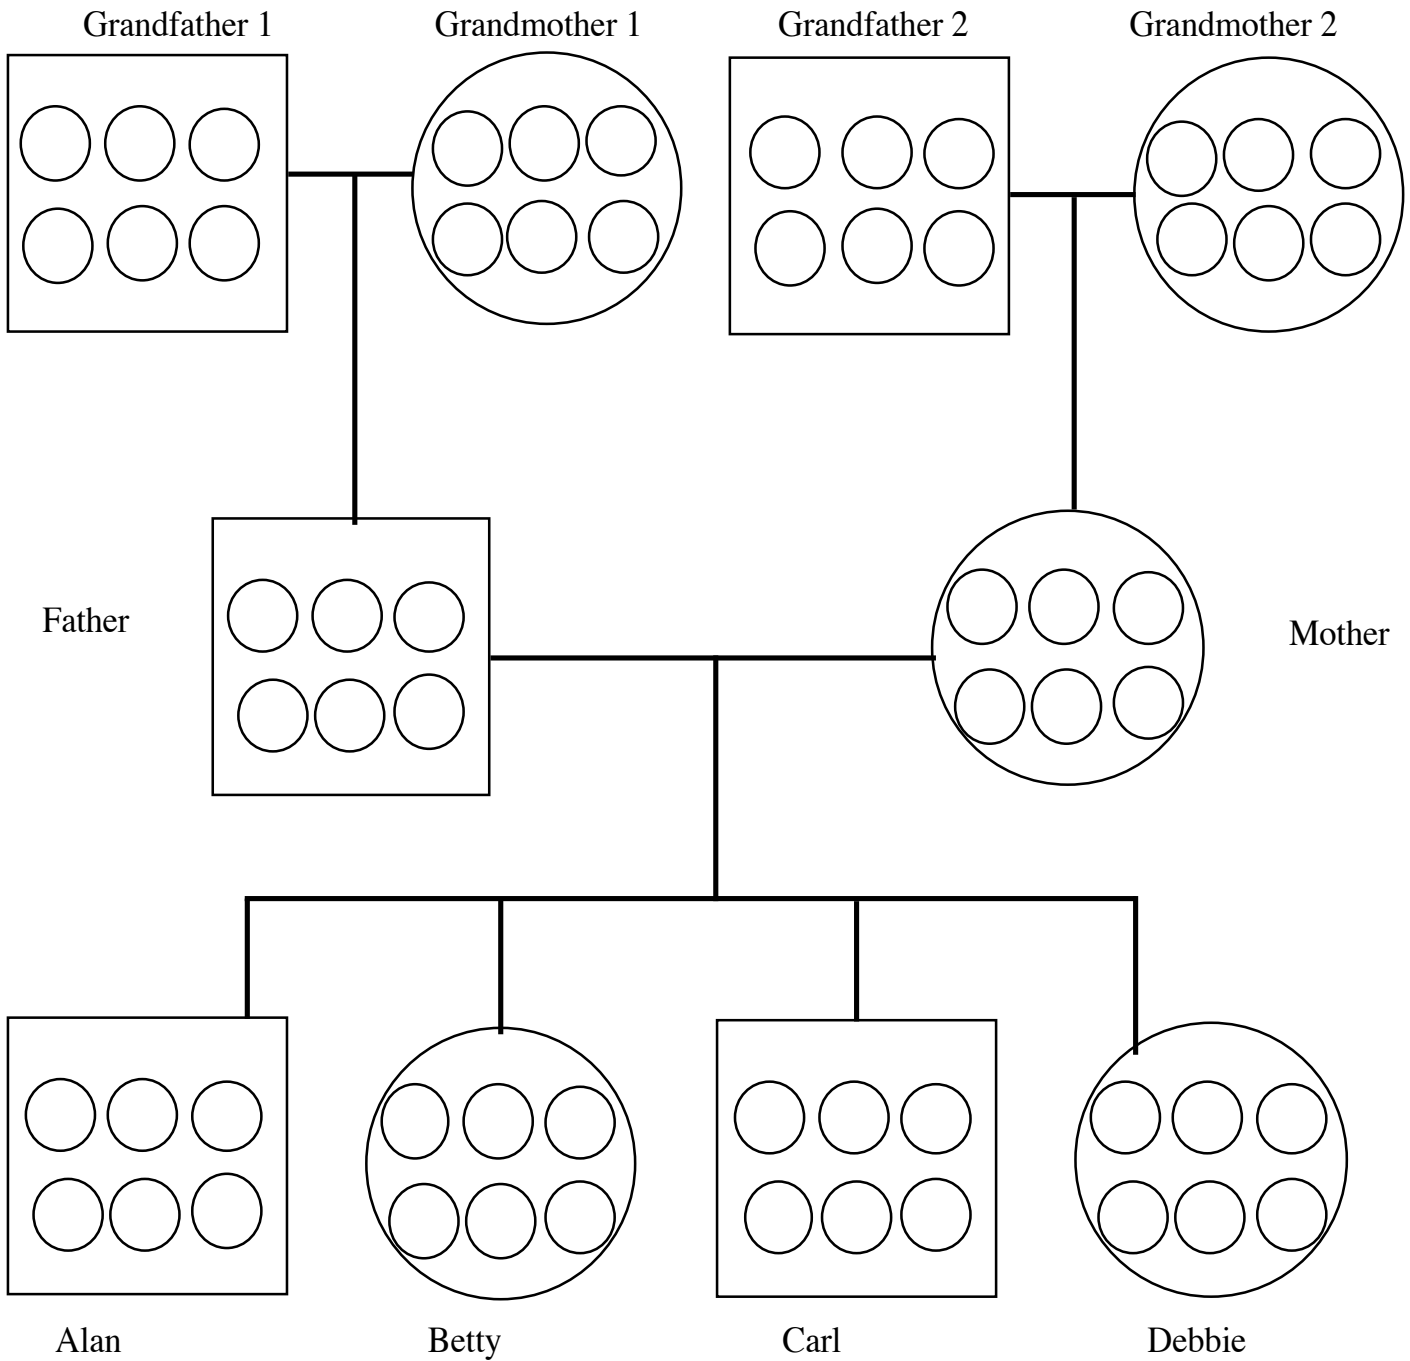 Grandfather 1
Grandmother 1
Grandfather 2
Grandmother 2
Father
Mother
Alan
Betty
Carl
Debbie